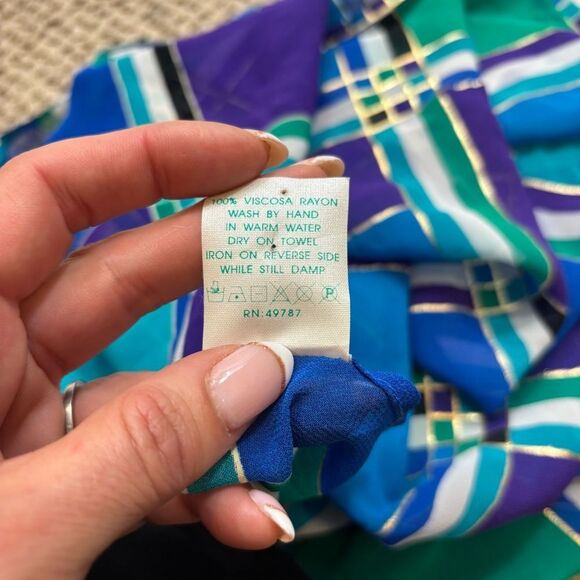 100% VISCOSA RAYON
WASH BY HAND
IN WARM WATER
DRY ON TOWEL
IRON ON REVERSE SIDE
WHILE STILL DAMP
P
RN:49787